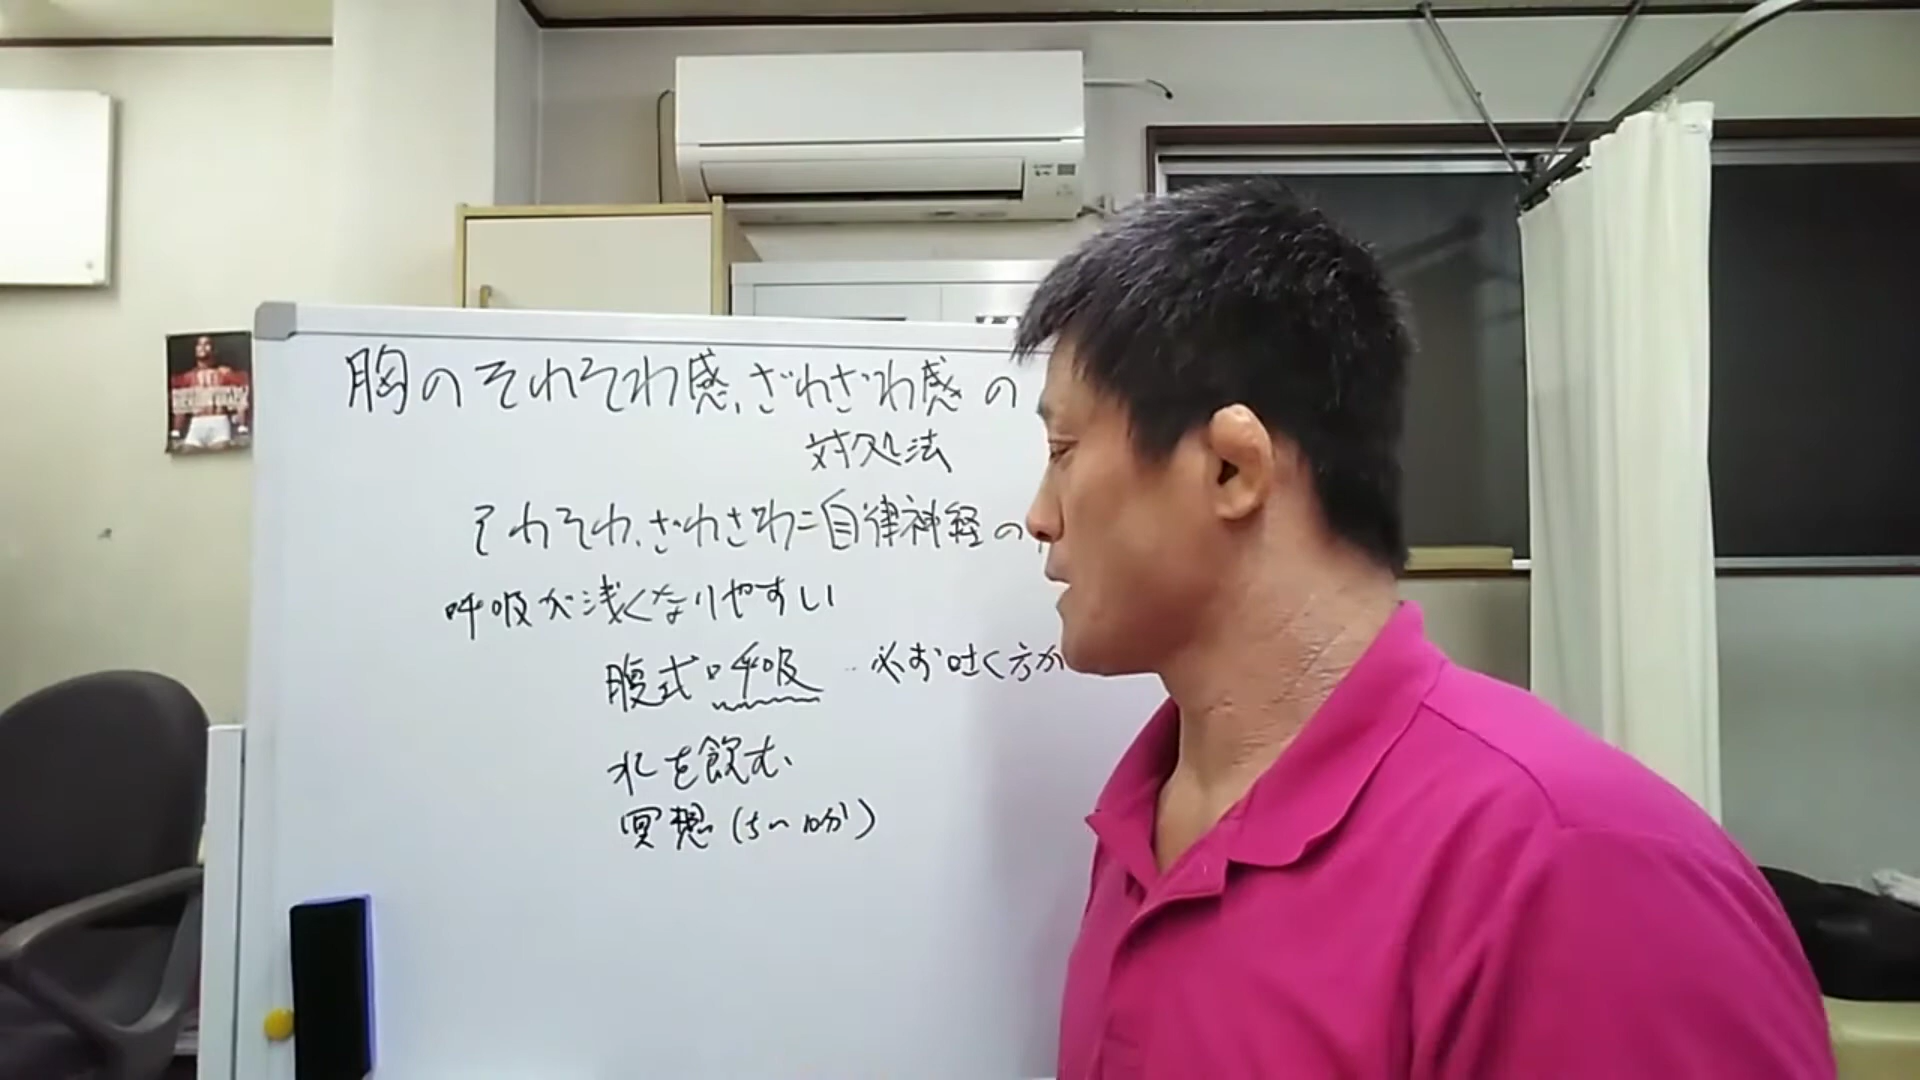 胸のそわそわ感、ざわざわ感の
対処法
そわそわ、ざわざわ=自律神経の
呼吸が浅くなりやすい
腹式呼吸 … 必ず吐く方か
水を飲む、
冥想(5~10分)